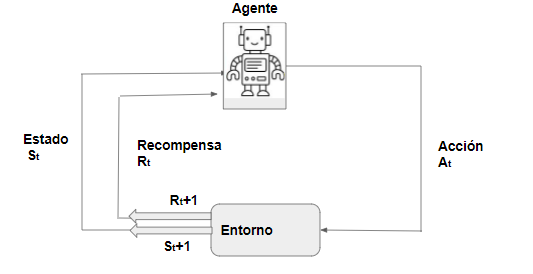 Agente
Estado
St
Recompensa
Rt
Acción
At
Rt+1
Entorno
St+1